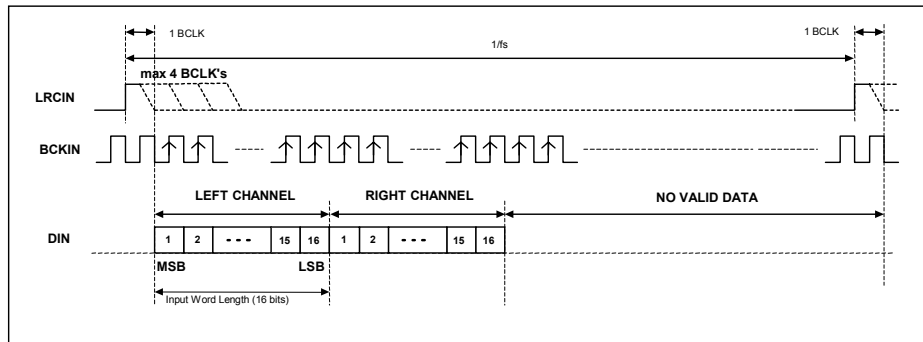 1 BCLK
1 BCLK
1/fs
max 4 BCLK's
LRCIN
BCKIN
LEFT CHANNEL
RIGHT CHANNEL
NO VALID DATA
DIN
1 2 - - - 15 16 1 2 - - - 15 16
MSB LSB
Input Word Length (16 bits)